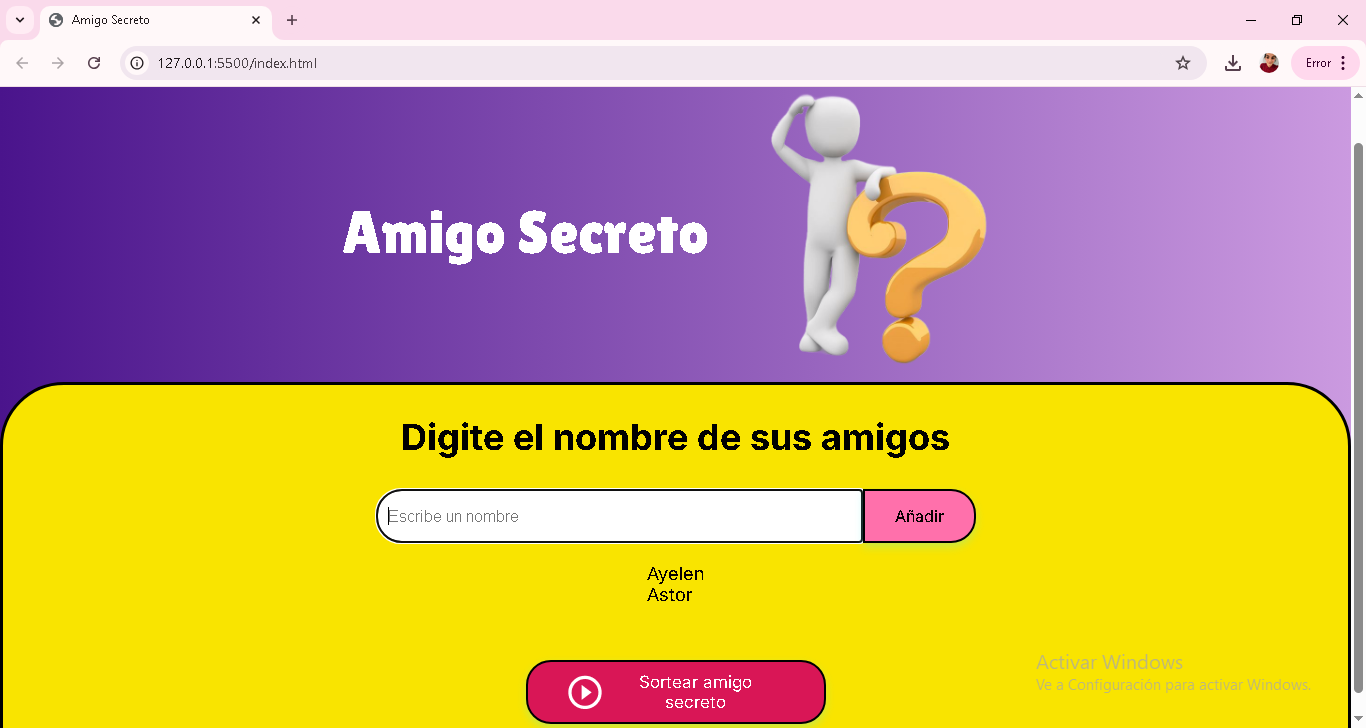 Amigo Secreto
127.0.0.1:5500/index.html
Error
Amigo Secreto
Digite el nombre de sus amigos
Escribe un nombre
Añadir
Ayelen
Astor
Activar Windows
Ve a Configuración para activar Windows.
Sortear amigo
secreto